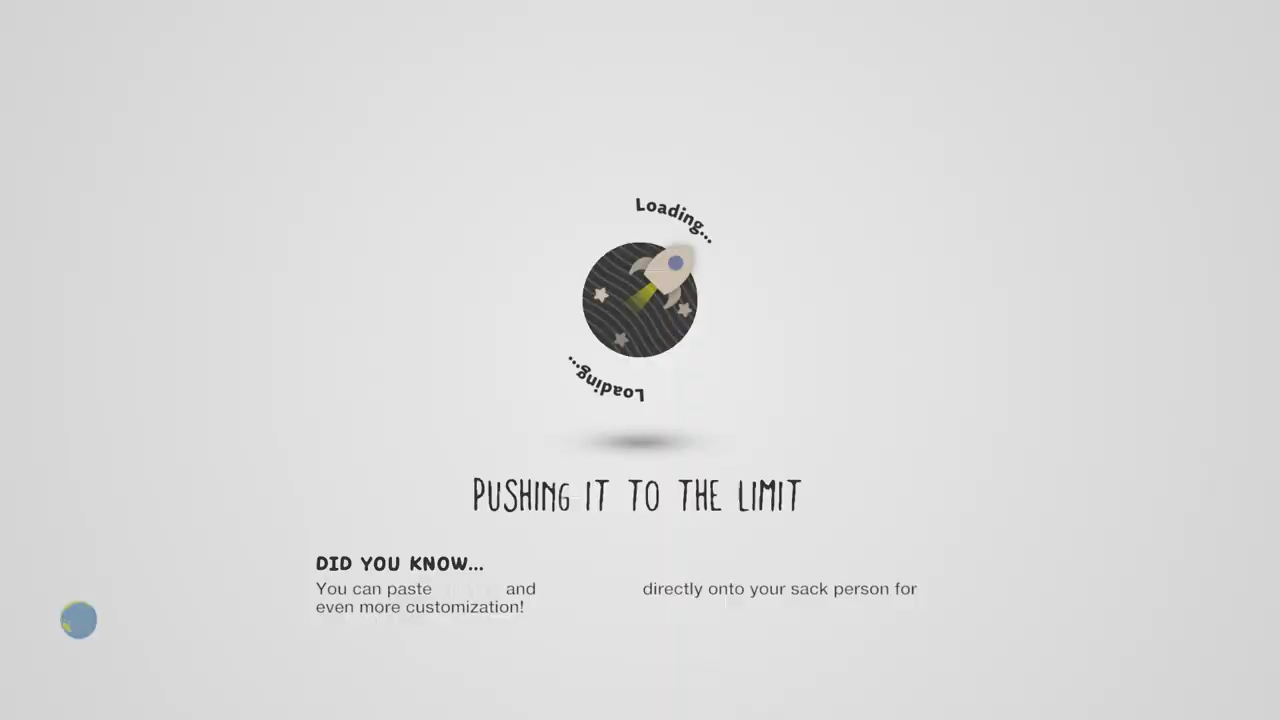 Loading...
Loading...
PUSHING IT TO THE LIMIT
DID YOU KNOW...
You can paste and directly onto your sack person for
even more customization!